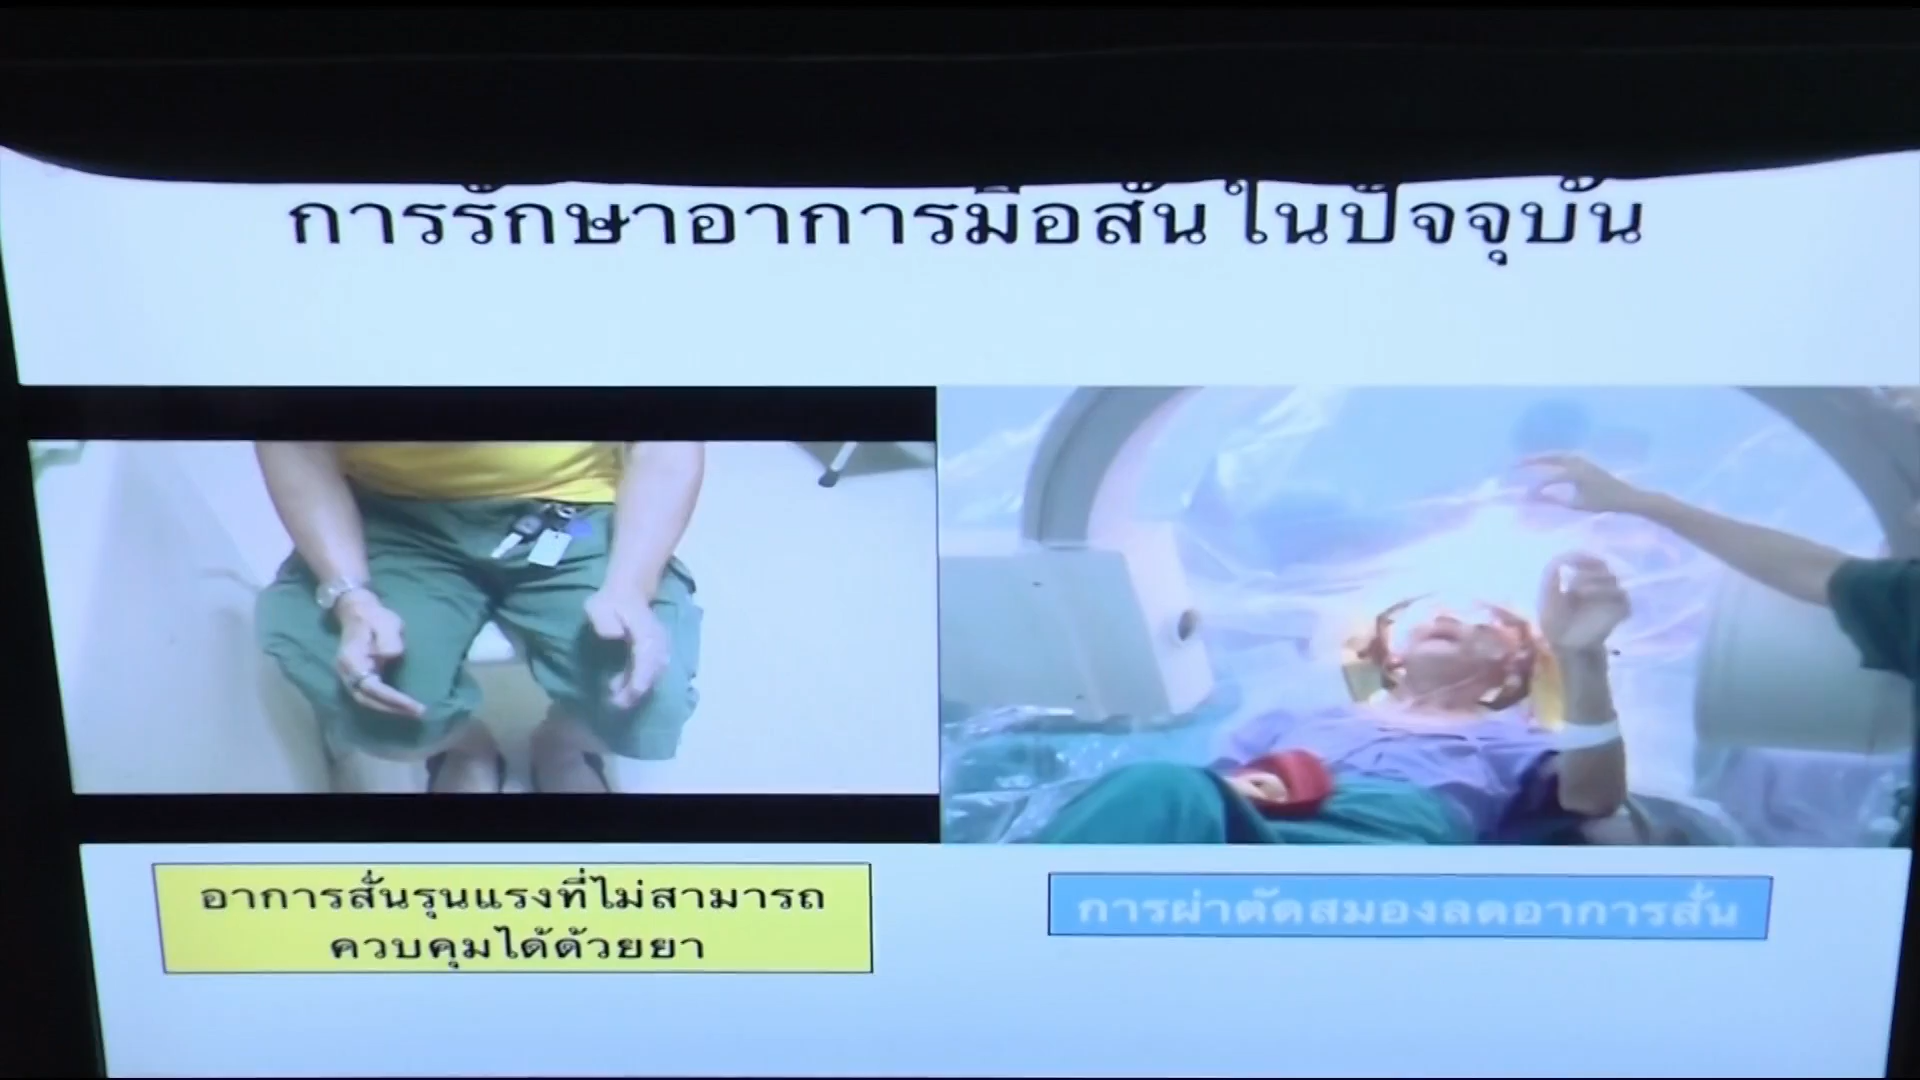 การรักษาอาการมือสั่นในปัจจุบัน
อาการสั่นรุนแรงที่ไม่สามารถ
ควบคุมได้ด้วยยา
การผ่าตัดสมองลดอาการสั่น